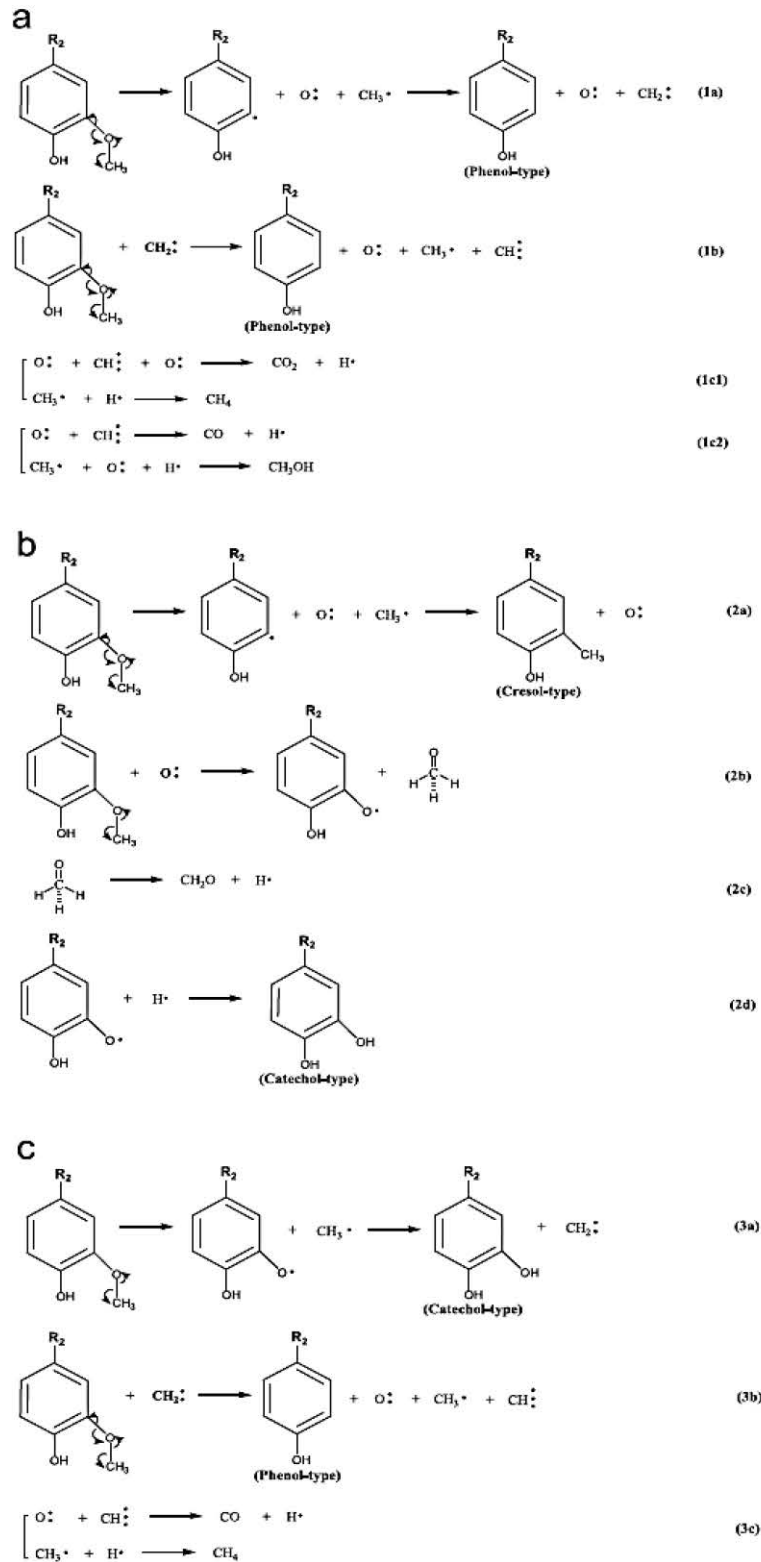 a
R2 R2 R2
+ O: + CH3• + O: + CH2: (1a)
OH O CH3 OH OH
(Phenol-type)
R2 R2
+ CH2: + O: + CH3• + CH⋮ (1b)
OH O CH3 OH
(Phenol-type)
O: + CH⋮ + O: CO2 + H•
(1c1)
CH3• + H• CH4
O: + CH⋮ CO + H•
(1c2)
CH3• + O: + H• CH3OH
b
R2 R2 R2
+ O: + CH3• + O: (2a)
OH O CH3 OH OH CH3
(Cresol-type)
R2 R2
+ O: + O H C H H (2b)
OH O CH3 OH O•
O
H C H CH2O + H• (2c)
H
R2 R2
+ H• (2d)
OH O• OH OH
(Catechol-type)
c
R2 R2 R2
+ CH3• + CH2: (3a)
OH O CH3 OH O• OH OH
(Catechol-type)
R2 R2
+ CH2: + O: + CH3• + CH⋮ (3b)
OH O CH3 OH
(Phenol-type)
O: + CH⋮ CO + H•
(3c)
CH3• + H• CH4